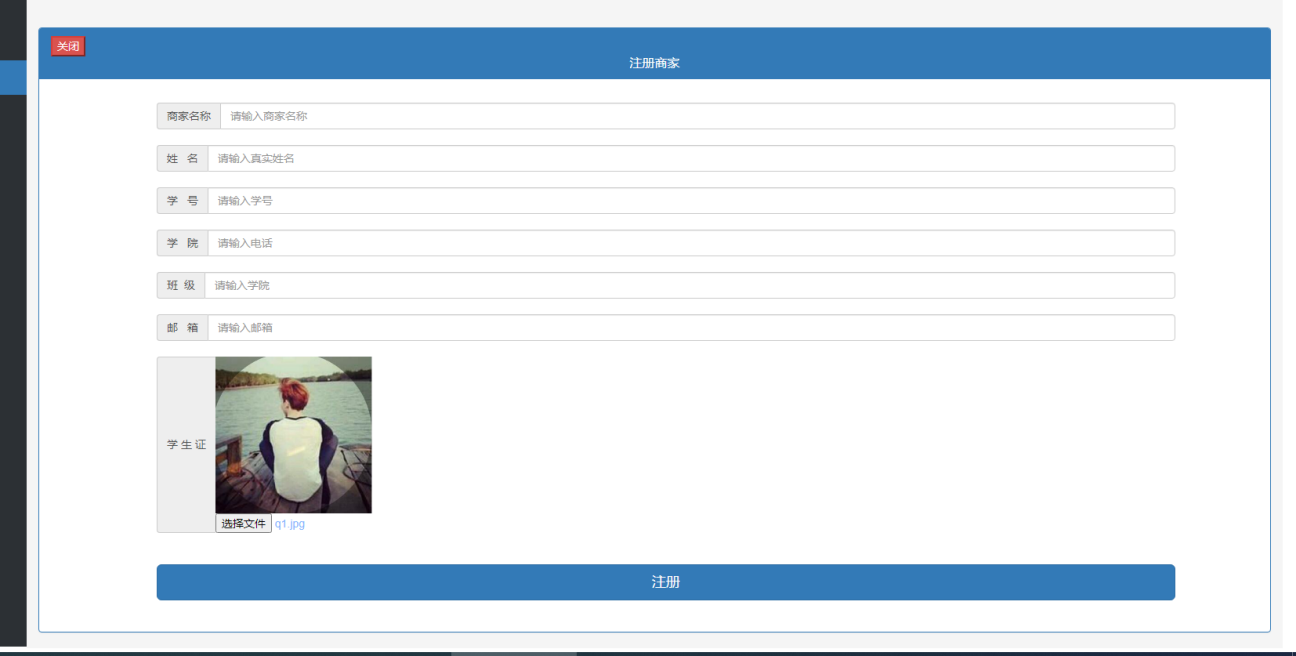 关闭
注册商家
商家名称 请输入商家名称
姓 名 请输入真实姓名
学 号 请输入学号
学 院 请输入电话
班 级 请输入学院
邮 箱 请输入邮箱
学 生 证
选择文件 q1.jpg
注册